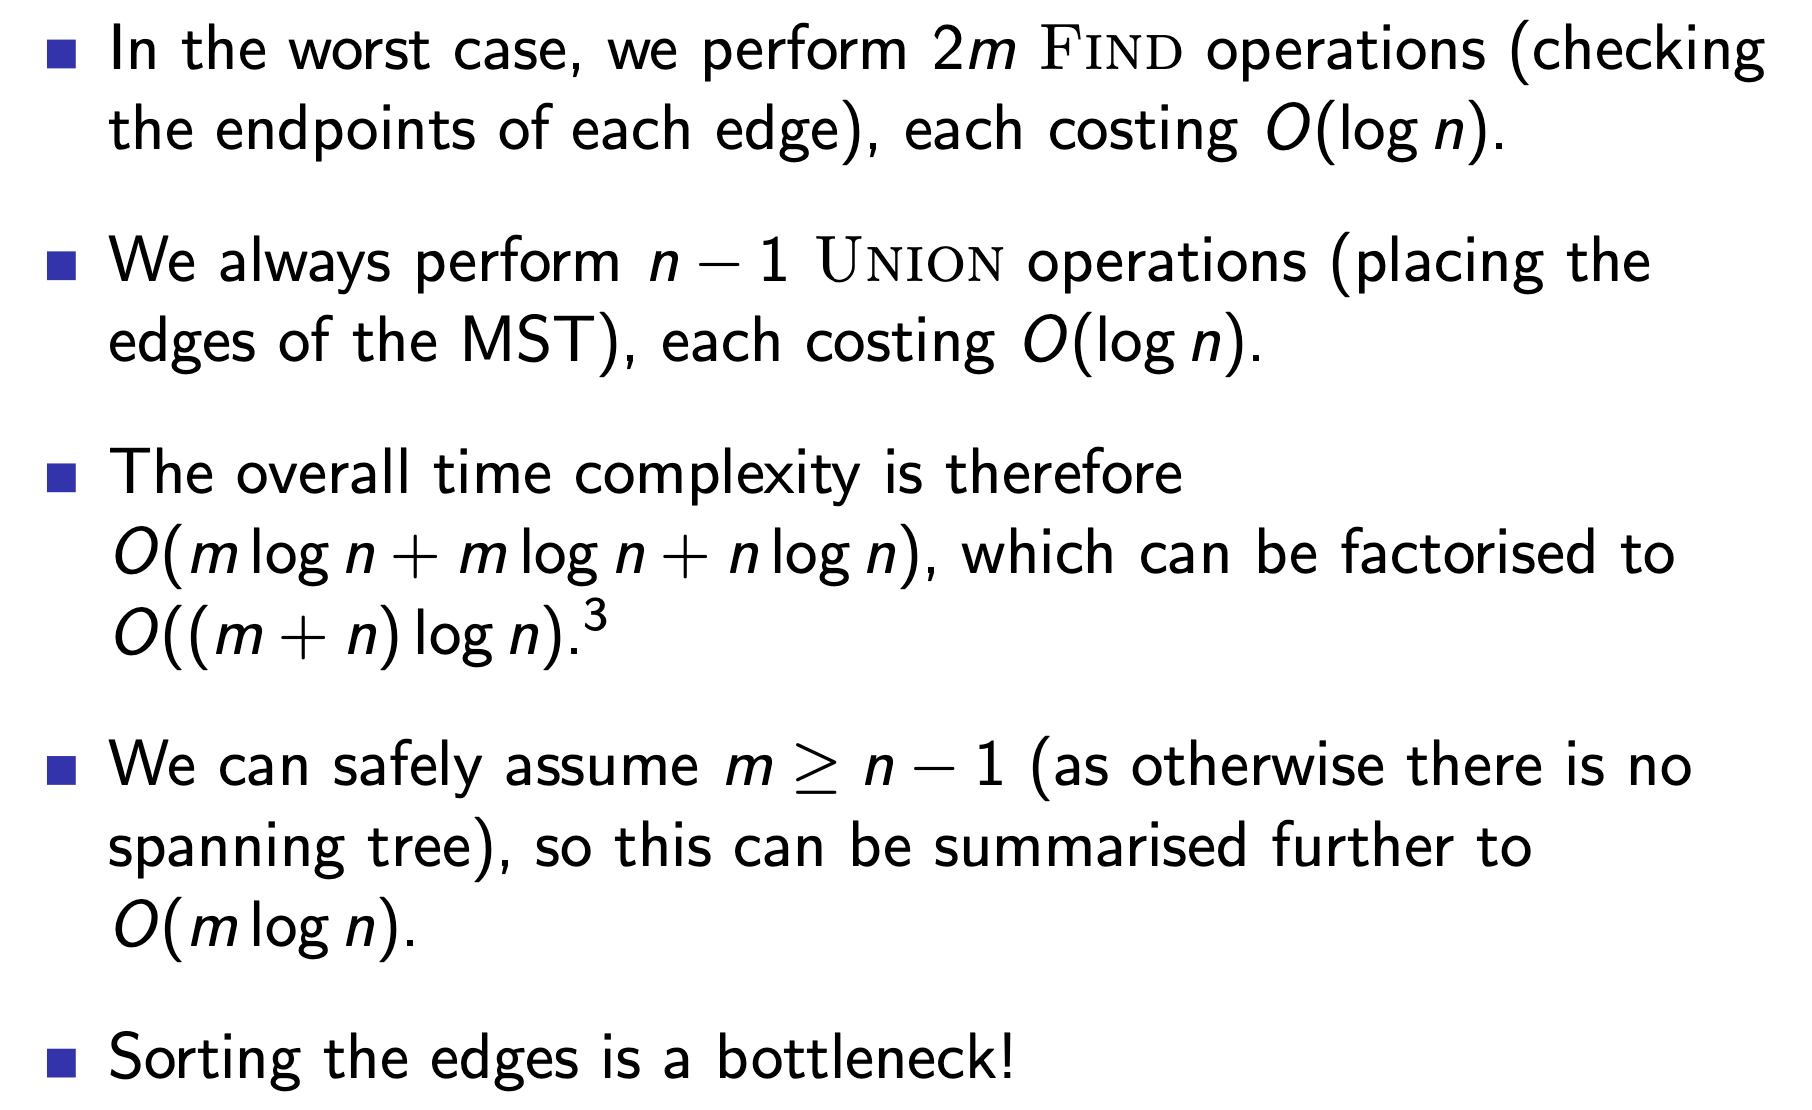 In the worst case, we perform 2m FIND operations (checking
the endpoints of each edge), each costing O(log n).
We always perform n − 1 UNION operations (placing the
edges of the MST), each costing O(log n).
The overall time complexity is therefore
O(m log n + m log n + n log n), which can be factorised to
O((m + n) log n).³
We can safely assume m ≥ n − 1 (as otherwise there is no
spanning tree), so this can be summarised further to
O(m log n).
Sorting the edges is a bottleneck!